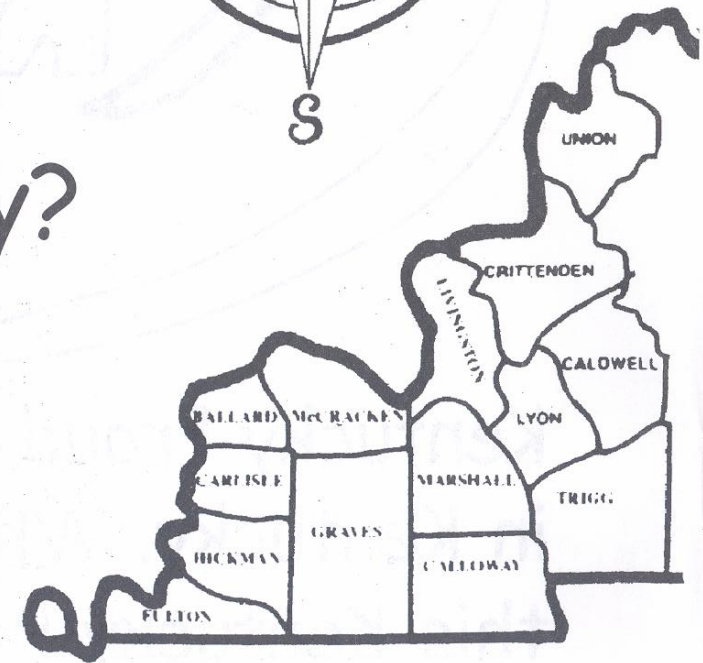 S
y?
UNION
CRITTENDEN
LIVINGSTON
CALDWELL
BALLARD
McCRACKEN
LYON
CARLISLE
MARSHALL
TRIGG
GRAVES
HICKMAN
CALLOWAY
FULTON